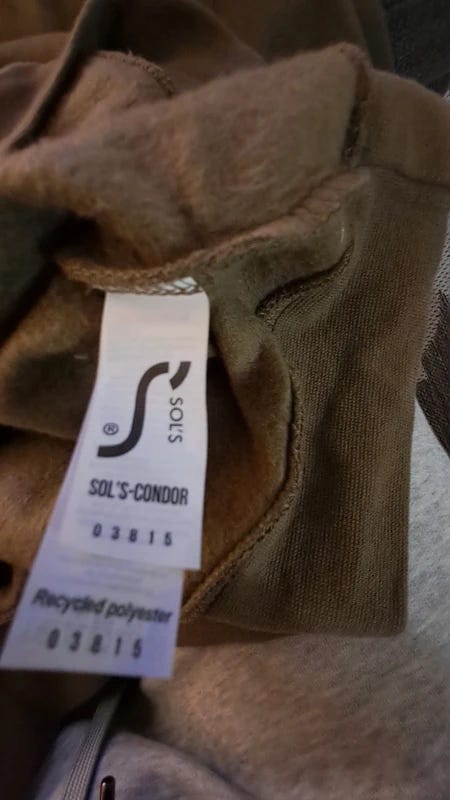 S
®
SOL'S
SOL'S-CONDOR
03815
Recycled polyester
03815